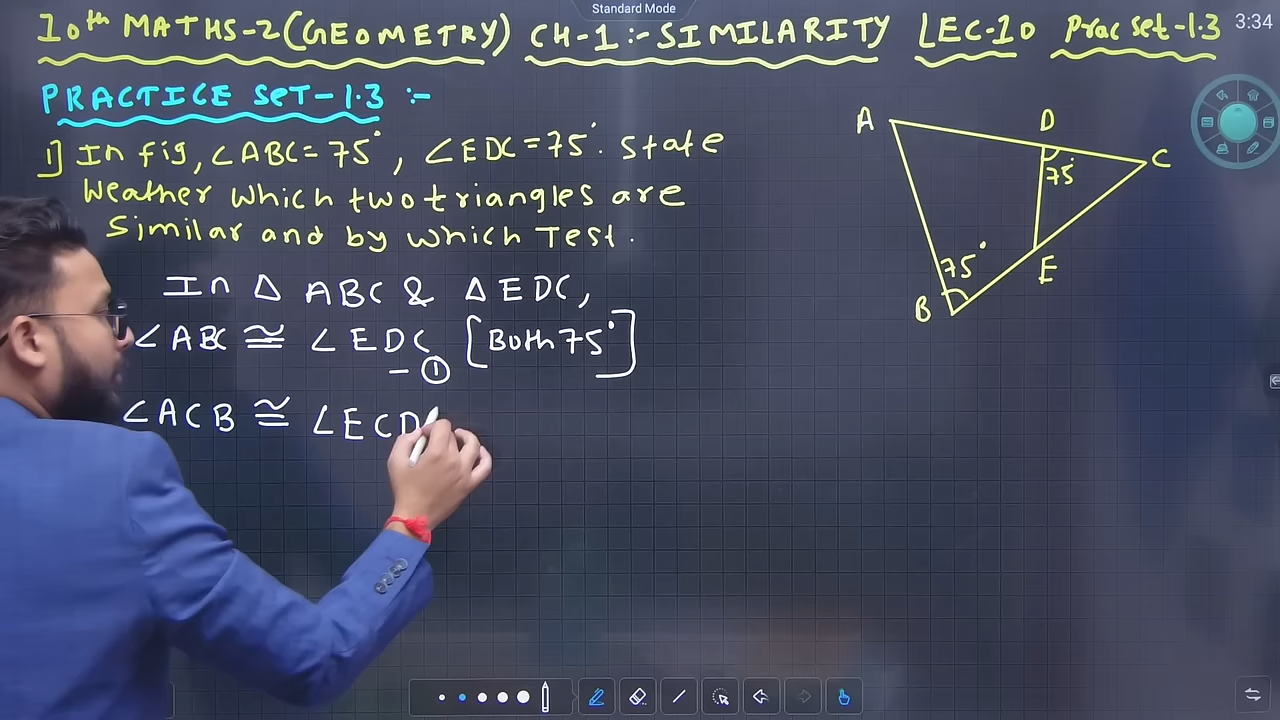 Standard Mode
3:34
10th MATHS-2 (GEOMETRY) CH-1:- SIMILARITY LEC-10 Prac Set-1.3
PRACTICE SET-1.3 :-
1] In fig, ∠ABC = 75°, ∠EDC = 75°. State
Weather which two triangles are
Similar and by which Test.
In △ ABC & △ EDC,
∠ABC ≅ ∠EDC [Both 75°]
- ①
∠ACB ≅ ∠ECD
A
D
C
75°
E
75°
B